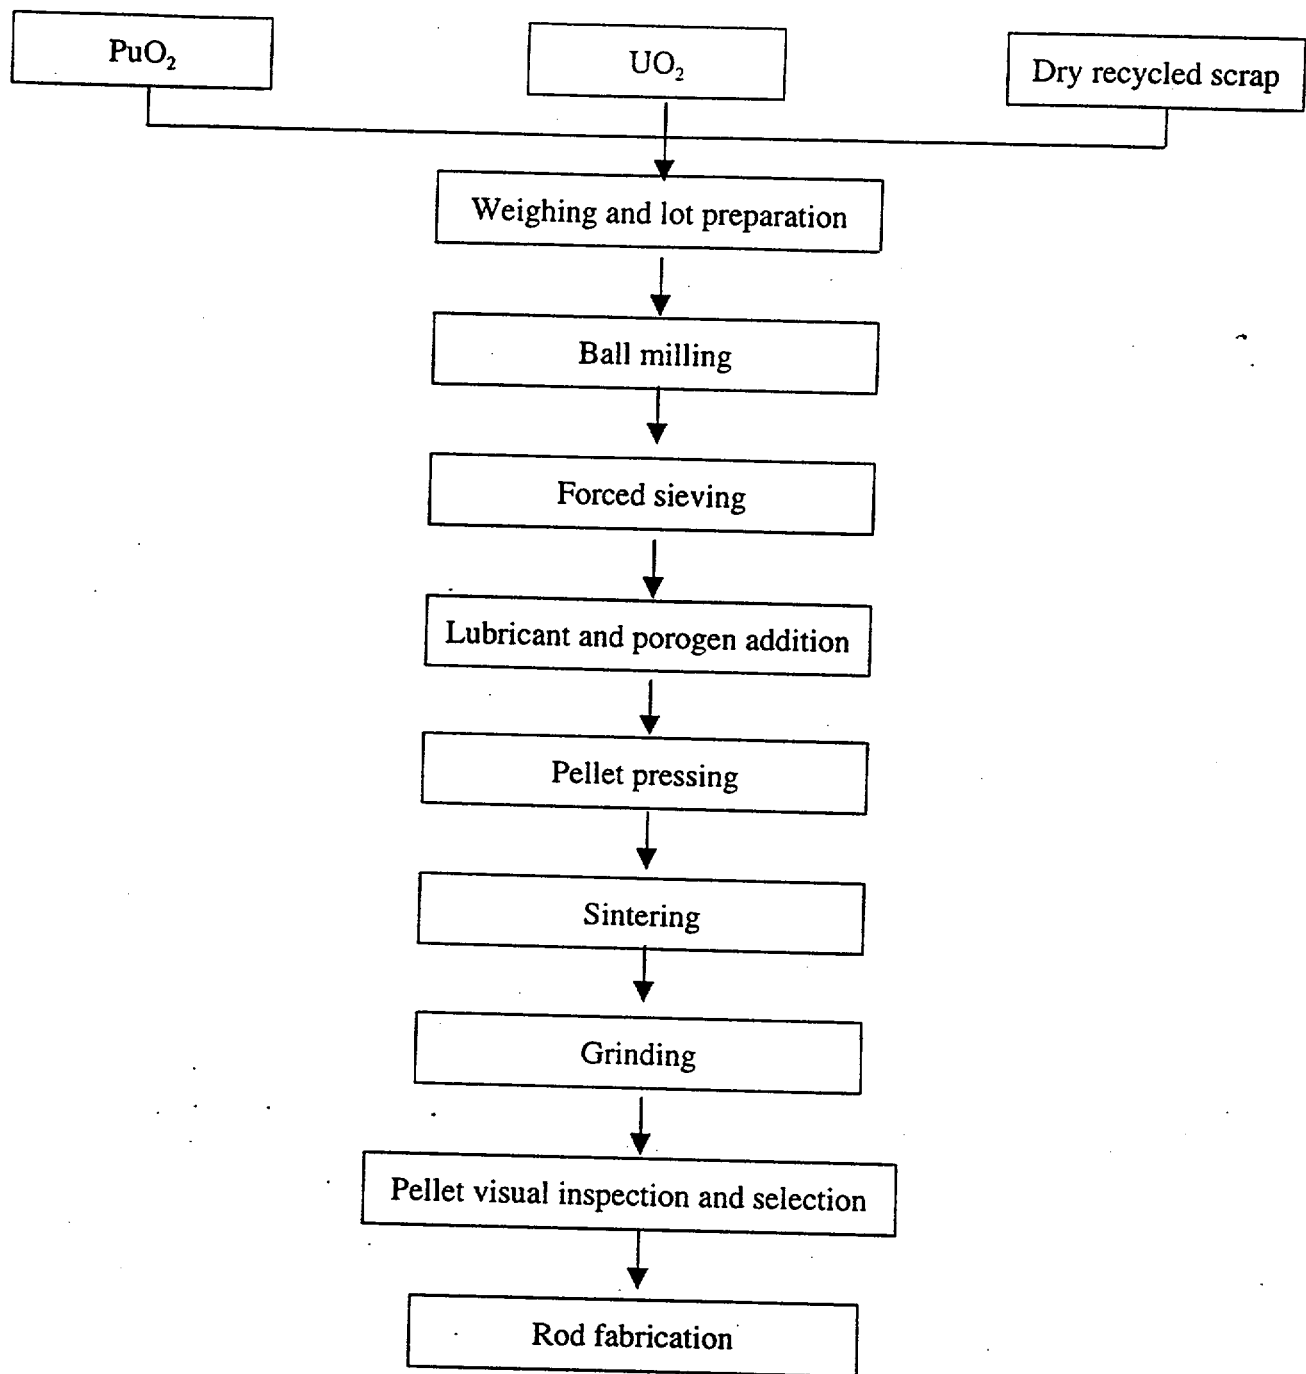 PuO₂
UO₂
Dry recycled scrap
Weighing and lot preparation
Ball milling
Forced sieving
Lubricant and porogen addition
Pellet pressing
Sintering
Grinding
Pellet visual inspection and selection
Rod fabrication